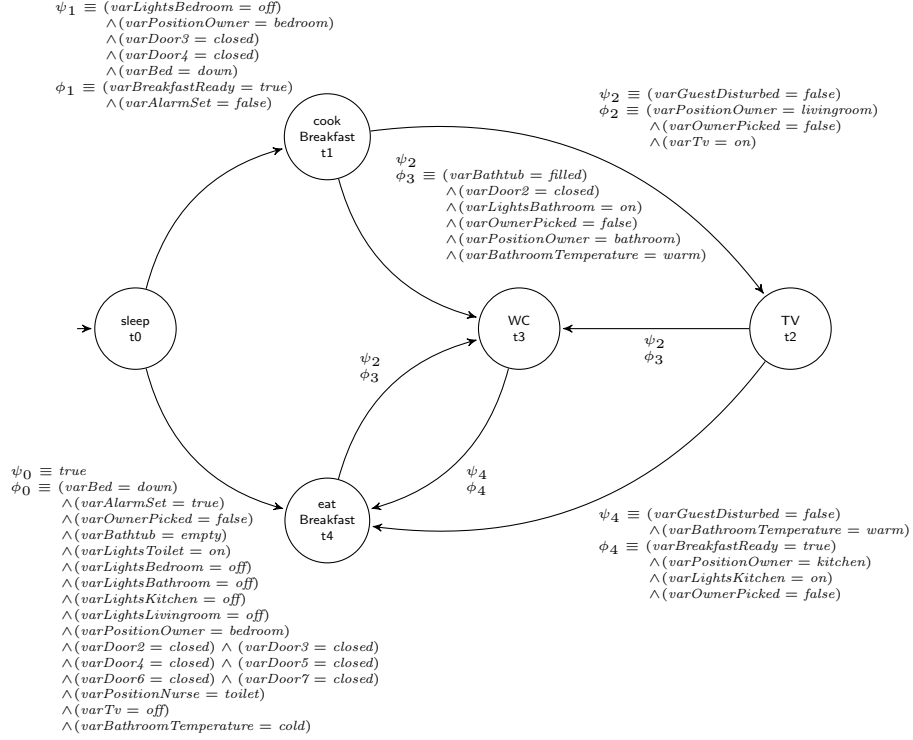 ψ1 ≡ (varLightsBedroom = off)
∧(varPositionOwner = bedroom)
∧(varDoor3 = closed)
∧(varDoor4 = closed)
∧(varBed = down)
ϕ1 ≡ (varBreakfastReady = true)
∧(varAlarmSet = false)
cook
Breakfast
t1
ψ2 ≡ (varGuestDisturbed = false)
ϕ2 ≡ (varPositionOwner = livingroom)
∧(varOwnerPicked = false)
∧(varTv = on)
ψ2
ϕ3 ≡ (varBathtub = filled)
∧(varDoor2 = closed)
∧(varLightsBathroom = on)
∧(varOwnerPicked = false)
∧(varPositionOwner = bathroom)
∧(varBathroomTemperature = warm)
sleep
t0
WC
t3
TV
t2
ψ2
ϕ3
ψ2
ϕ3
ψ4
ϕ4
eat
Breakfast
t4
ψ0 ≡ true
ϕ0 ≡ (varBed = down)
∧(varAlarmSet = true)
∧(varOwnerPicked = false)
∧(varBathtub = empty)
∧(varLightsToilet = on)
∧(varLightsBedroom = off)
∧(varLightsBathroom = off)
∧(varLightsKitchen = off)
∧(varLightsLivingroom = off)
∧(varPositionOwner = bedroom)
∧(varDoor2 = closed) ∧ (varDoor3 = closed)
∧(varDoor4 = closed) ∧ (varDoor5 = closed)
∧(varDoor6 = closed) ∧ (varDoor7 = closed)
∧(varPositionNurse = toilet)
∧(varTv = off)
∧(varBathroomTemperature = cold)
ψ4 ≡ (varGuestDisturbed = false)
∧(varBathroomTemperature = warm)
ϕ4 ≡ (varBreakfastReady = true)
∧(varPositionOwner = kitchen)
∧(varLightsKitchen = on)
∧(varOwnerPicked = false)